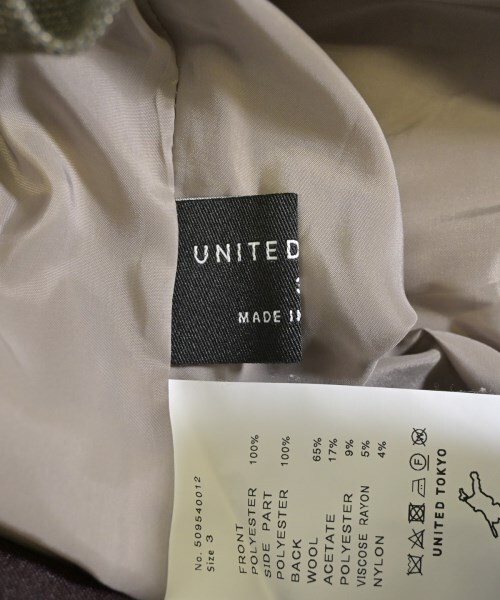 UNITED
MADE IN
No. 509540012
Size 3
FRONT
POLYESTER 100%
SIDE PART
POLYESTER 100%
BACK
WOOL 65%
ACETATE 17%
POLYESTER 9%
VISCOSE RAYON 5%
NYLON 4%
UNITED TOKYO